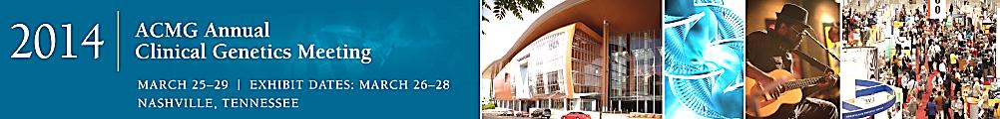 2014
ACMG Annual
Clinical Genetics Meeting
MARCH 25–29 | EXHIBIT DATES: MARCH 26–28
NASHVILLE, TENNESSEE